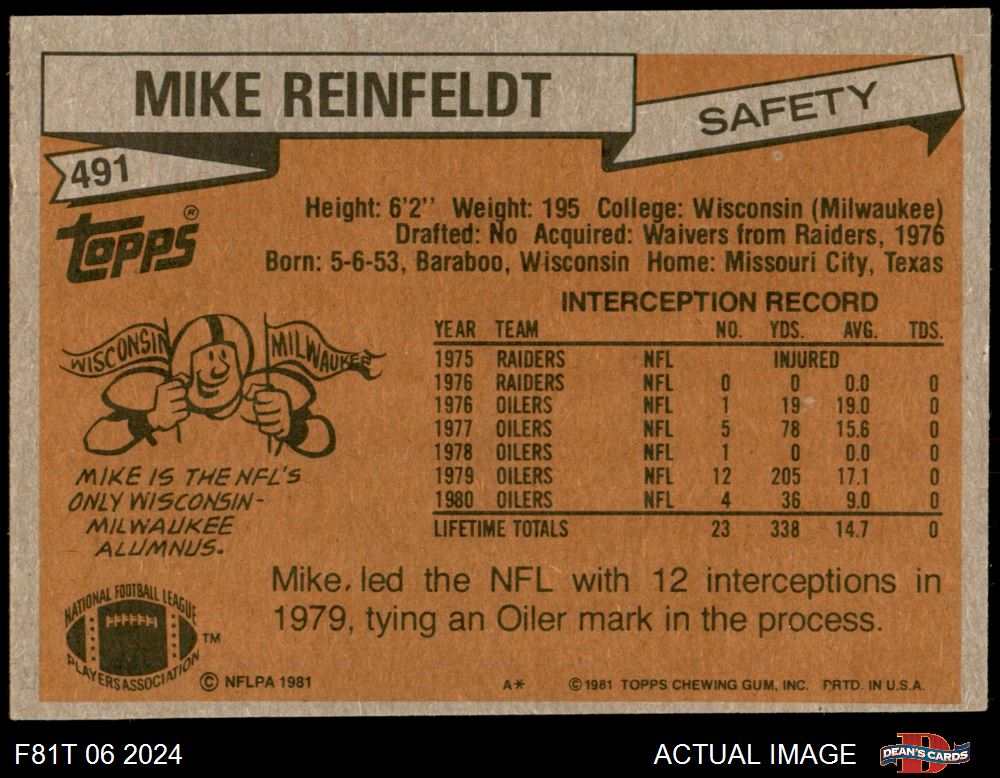 MIKE REINFELDT
SAFETY
491
TOPPS®
Height: 6'2'' Weight: 195 College: Wisconsin (Milwaukee)
Drafted: No Acquired: Waivers from Raiders, 1976
Born: 5-6-53, Baraboo, Wisconsin Home: Missouri City, Texas
INTERCEPTION RECORD
YEAR TEAM NO. YDS. AVG. TDS.
1975 RAIDERS NFL INJURED
1976 RAIDERS NFL 0 0 0.0 0
1976 OILERS NFL 1 19 19.0 0
1977 OILERS NFL 5 78 15.6 0
1978 OILERS NFL 1 0 0.0 0
1979 OILERS NFL 12 205 17.1 0
1980 OILERS NFL 4 36 9.0 0
LIFETIME TOTALS 23 338 14.7 0
WISCONSIN MILWAUKEE
MIKE IS THE NFL'S
ONLY WISCONSIN-
MILWAUKEE
ALUMNUS.
Mike led the NFL with 12 interceptions in
1979, tying an Oiler mark in the process.
NATIONAL FOOTBALL LEAGUE
PLAYERS ASSOCIATION
TM
© NFLPA 1981
A*
© 1981 TOPPS CHEWING GUM, INC. PRTD. IN U.S.A.
F81T 06 2024
ACTUAL IMAGE
D
DEAN'S CARDS